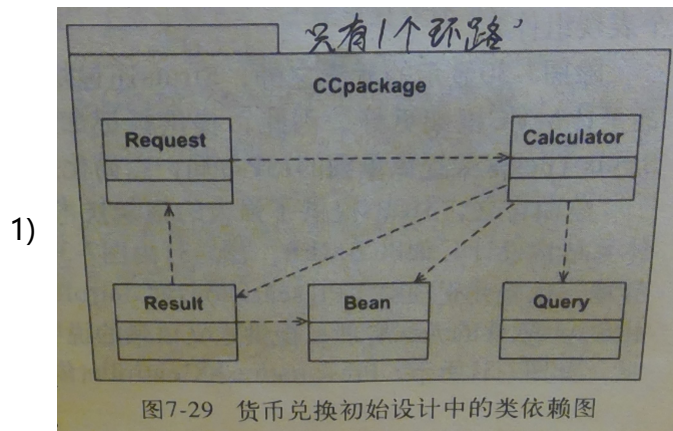 只有1个环路
CCpackage
Request
Calculator
1)
Result
Bean
Query
图7-29 货币兑换初始设计中的类依赖图